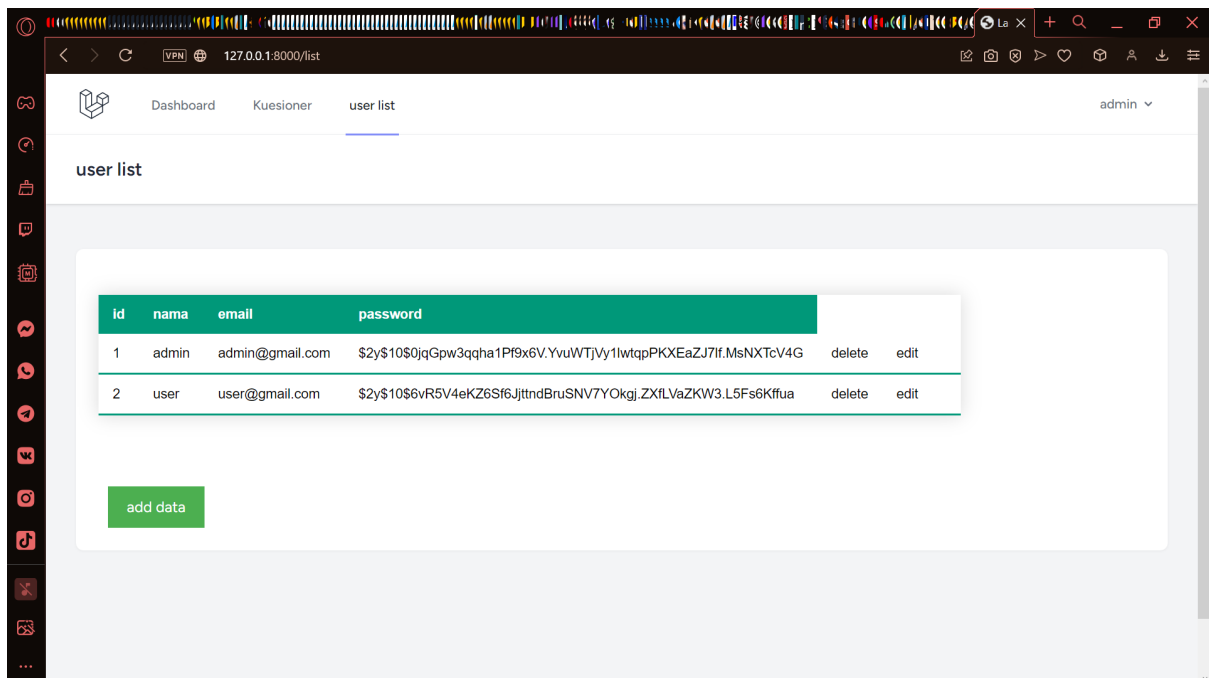 La
VPN 127.0.0.1:8000/list
Dashboard Kuesioner user list admin
user list
id nama email password
1 admin admin@gmail.com $2y$10$0jqGpw3qqha1Pf9x6V.YvuWTjVy1lwtqpPKXEaZJ7lf.MsNXTcV4G delete edit
2 user user@gmail.com $2y$10$6vR5V4eKZ6Sf6JjttndBruSNV7YOkgj.ZXfLVaZKW3.L5Fs6Kffua delete edit
add data